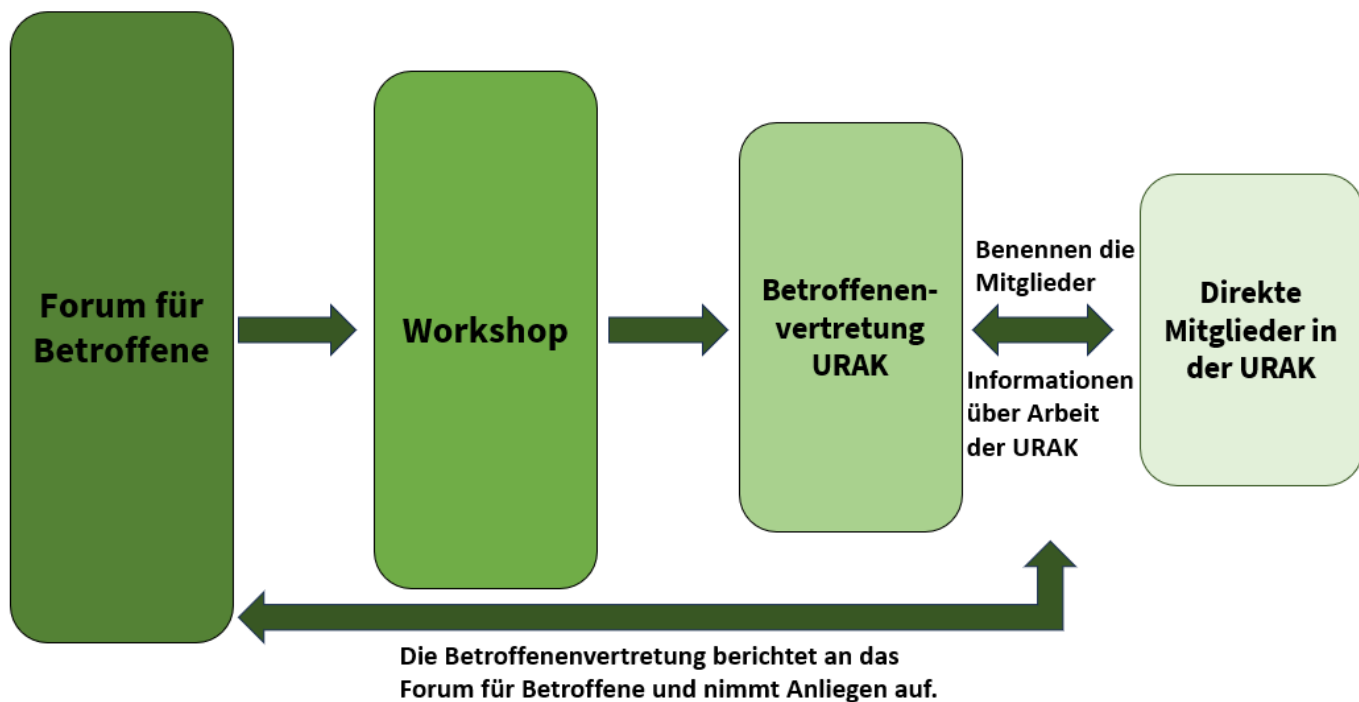 Forum für
Betroffene
Workshop
Betroffenen-
vertretung
URAK
Benennen die
Mitglieder
Informationen
über Arbeit
der URAK
Direkte
Mitglieder in
der URAK
Die Betroffenenvertretung berichtet an das
Forum für Betroffene und nimmt Anliegen auf.